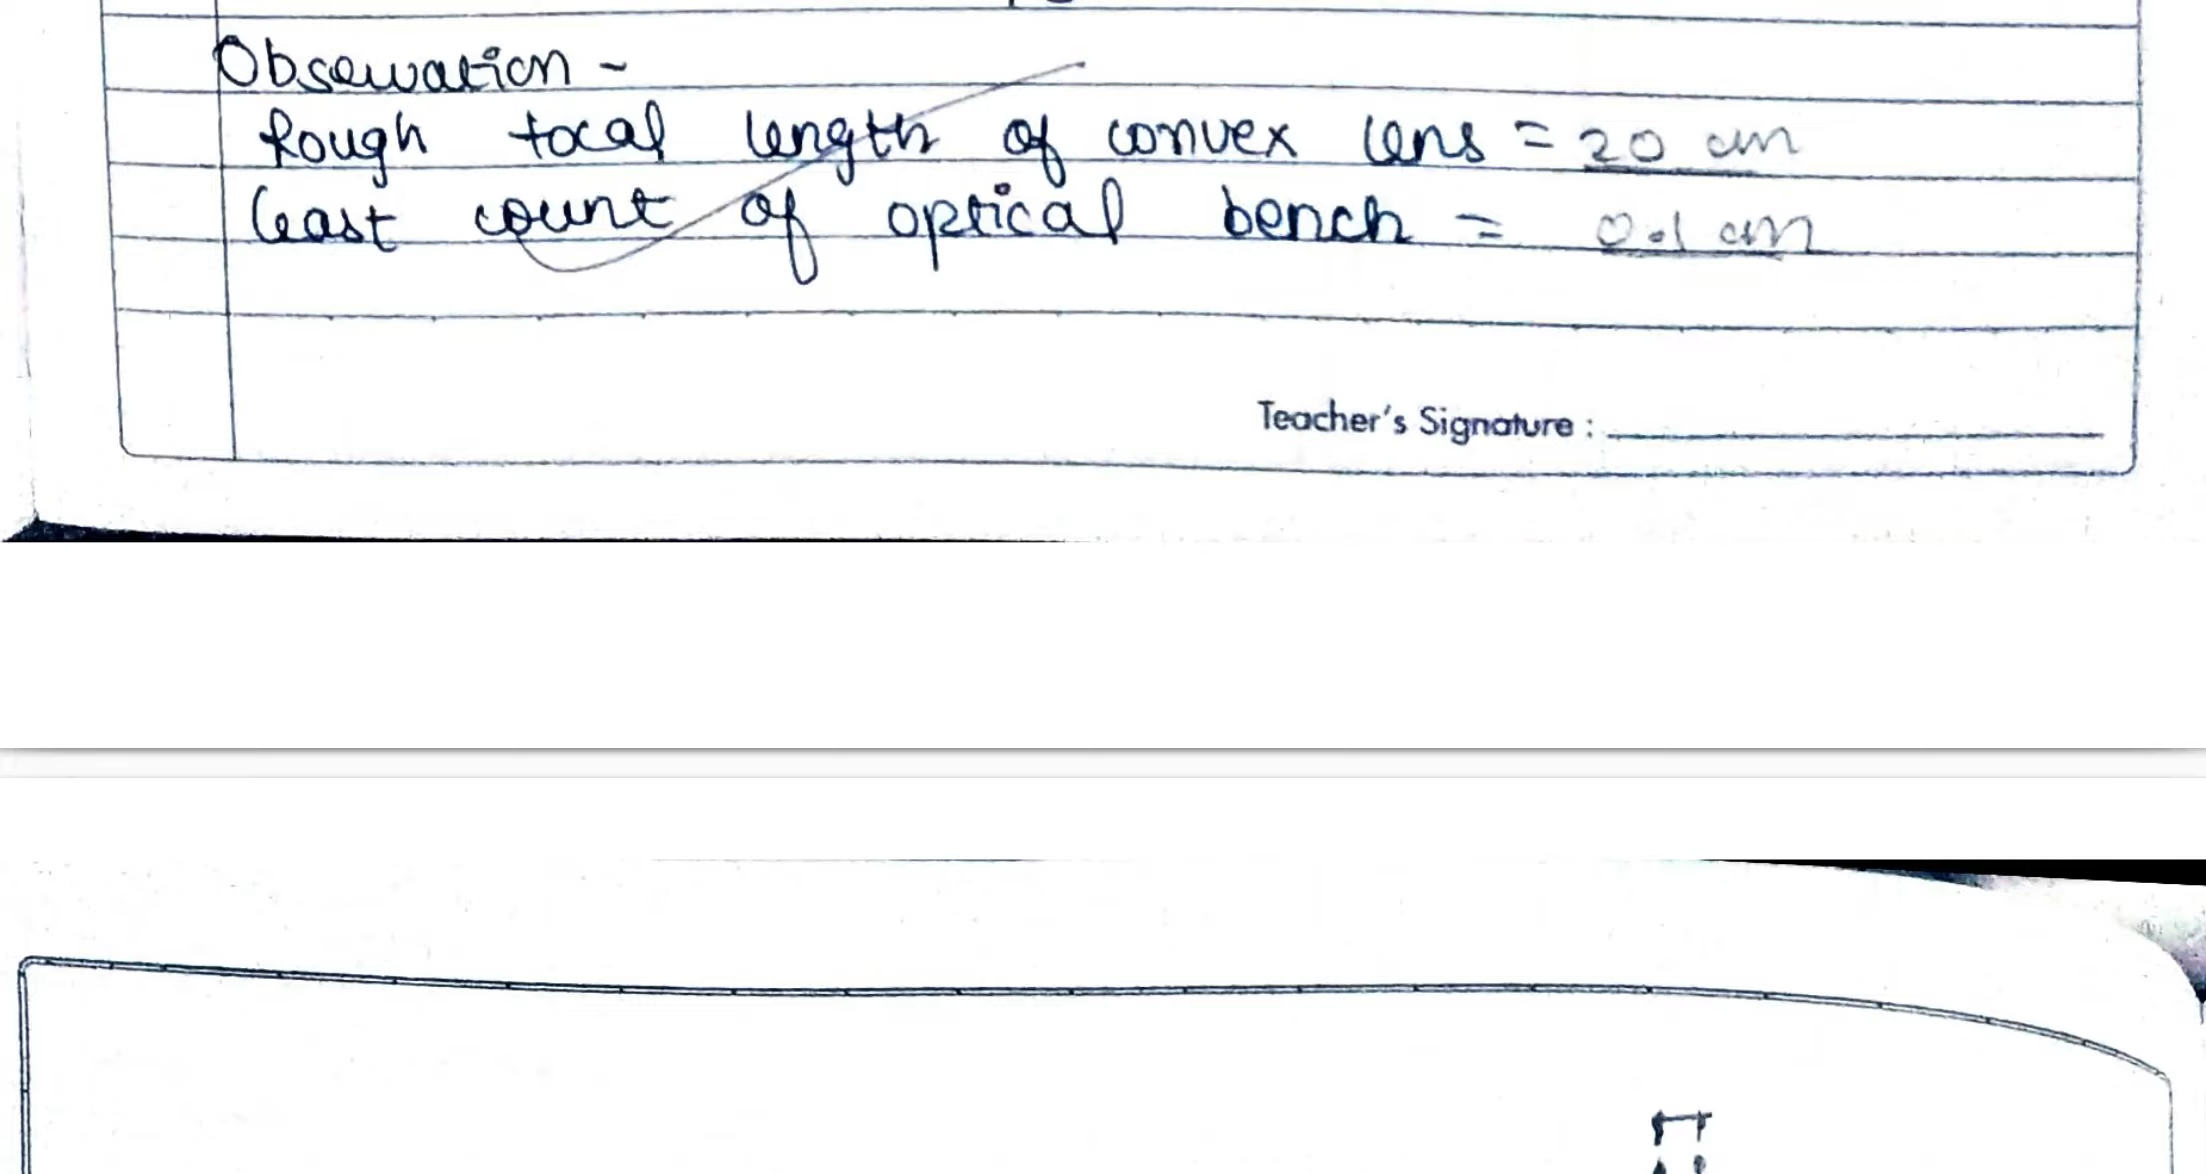 Observation -
Rough focal length of convex lens = 20 cm
Least count of optical bench = 0.1 cm
Teacher's Signature :